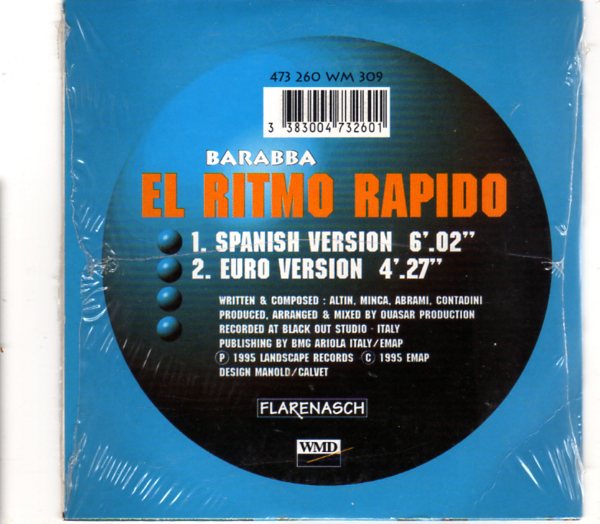 473 260 WM 309
3 383004 732601
BARABBA
EL RITMO RAPIDO
1. SPANISH VERSION 6'.02"
2. EURO VERSION 4'.27"
WRITTEN & COMPOSED : ALTIN, MINCA, ABRAMI, CONTADINI
PRODUCED, ARRANGED & MIXED BY QUASAR PRODUCTION
RECORDED AT BLACK OUT STUDIO - ITALY
PUBLISHING BY BMG ARIOLA ITALY/EMAP
Ⓟ 1995 LANDSCAPE RECORDS Ⓒ 1995 EMAP
DESIGN MANOLD/CALVET
FLARENASCH
WMD